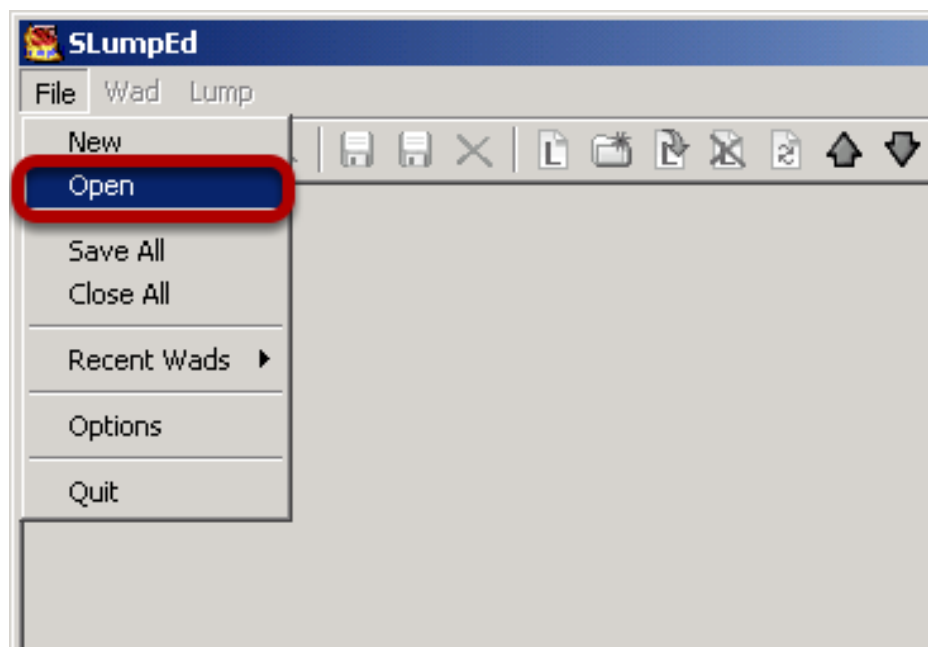 SLumpEd
File Wad Lump
New
Open
Save All
Close All
Recent Wads
Options
Quit